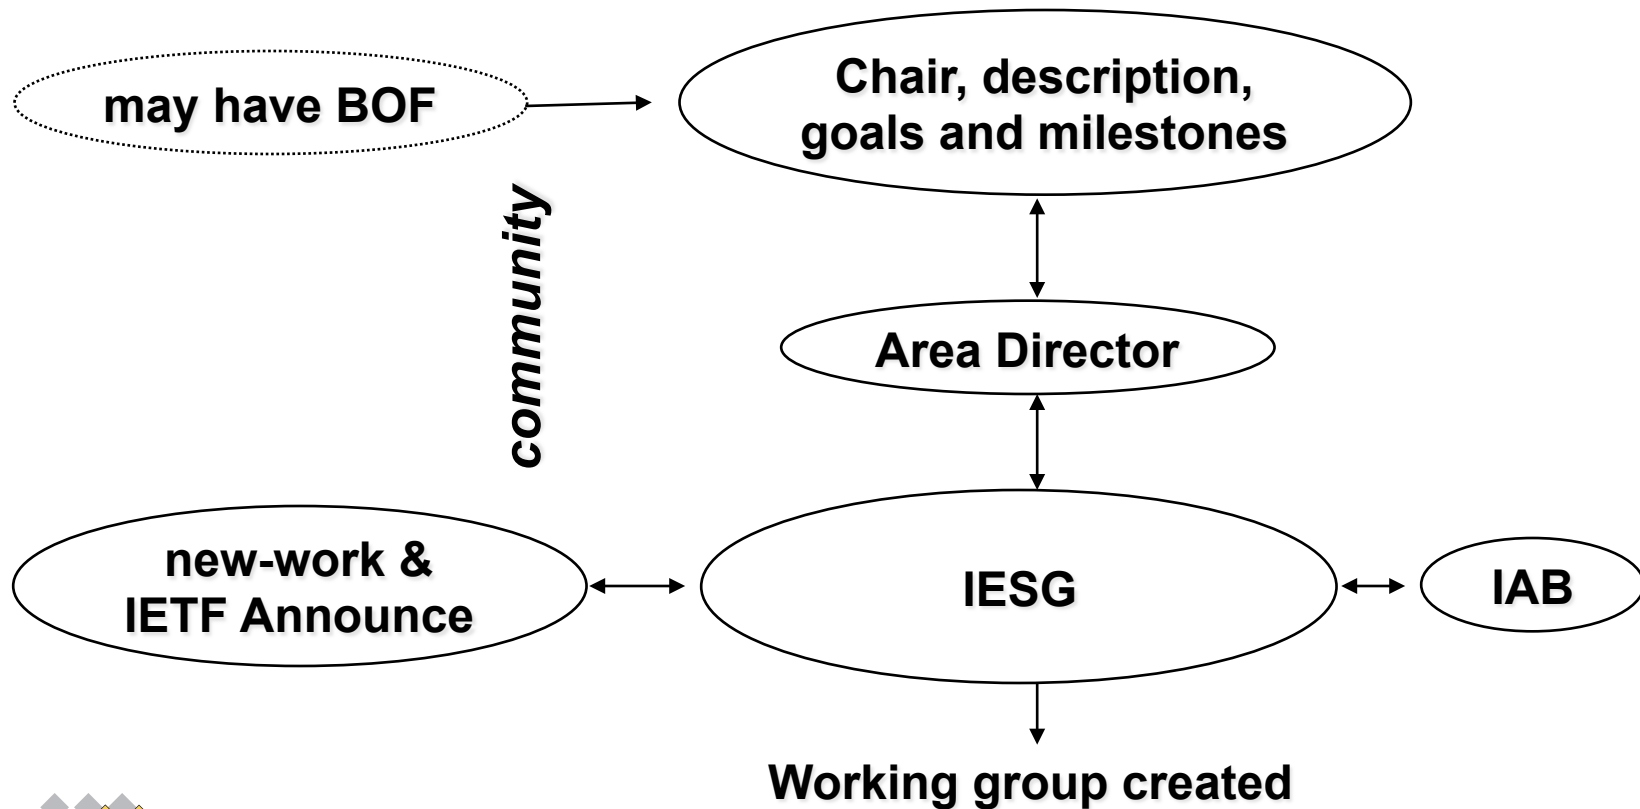 may have BOF
Chair, description,
goals and milestones
community
Area Director
new-work &
IETF Announce
IESG
IAB
Working group created